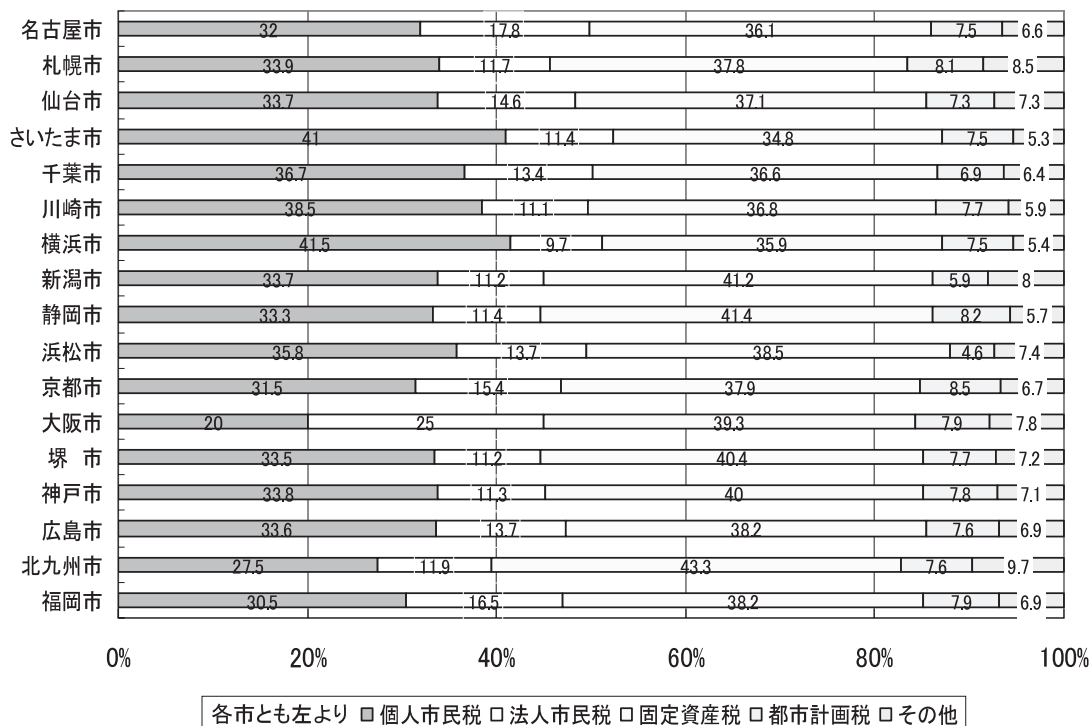 名古屋市 32 17.8 36.1 7.5 6.6
札幌市 33.9 11.7 37.8 8.1 8.5
仙台市 33.7 14.6 37.1 7.3 7.3
さいたま市 41 11.4 34.8 7.5 5.3
千葉市 36.7 13.4 36.6 6.9 6.4
川崎市 38.5 11.1 36.8 7.7 5.9
横浜市 41.5 9.7 35.9 7.5 5.4
新潟市 33.7 11.2 41.2 5.9 8
静岡市 33.3 11.4 41.4 8.2 5.7
浜松市 35.8 13.7 38.5 4.6 7.4
京都市 31.5 15.4 37.9 8.5 6.7
大阪市 20 25 39.3 7.9 7.8
堺 市 33.5 11.2 40.4 7.7 7.2
神戸市 33.8 11.3 40 7.8 7.1
広島市 33.6 13.7 38.2 7.6 6.9
北九州市 27.5 11.9 43.3 7.6 9.7
福岡市 30.5 16.5 38.2 7.9 6.9
0% 20% 40% 60% 80% 100%
各市とも左より 個人市民税 法人市民税 固定資産税 都市計画税 その他